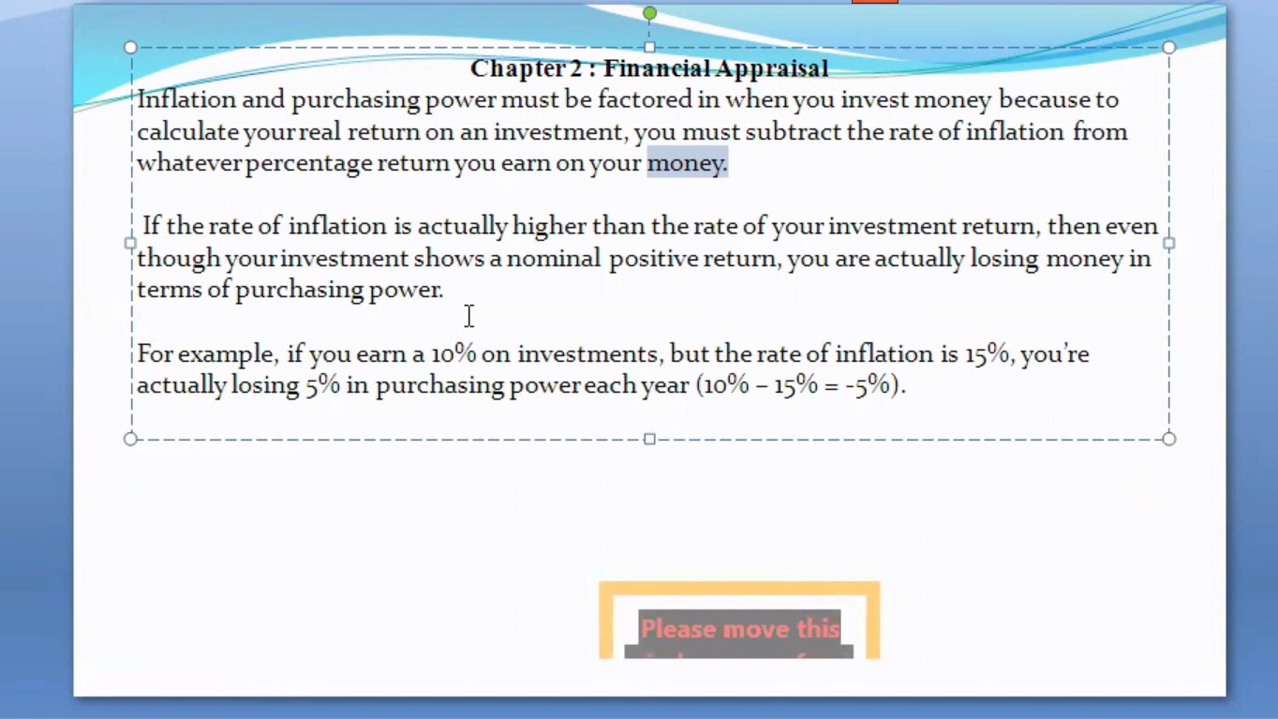 Chapter 2 : Financial Appraisal
Inflation and purchasing power must be factored in when you invest money because to
calculate your real return on an investment, you must subtract the rate of inflation from
whatever percentage return you earn on your money.
If the rate of inflation is actually higher than the rate of your investment return, then even
though your investment shows a nominal positive return, you are actually losing money in
terms of purchasing power.
For example, if you earn a 10% on investments, but the rate of inflation is 15%, you’re
actually losing 5% in purchasing power each year (10% – 15% = -5%).
Please move this